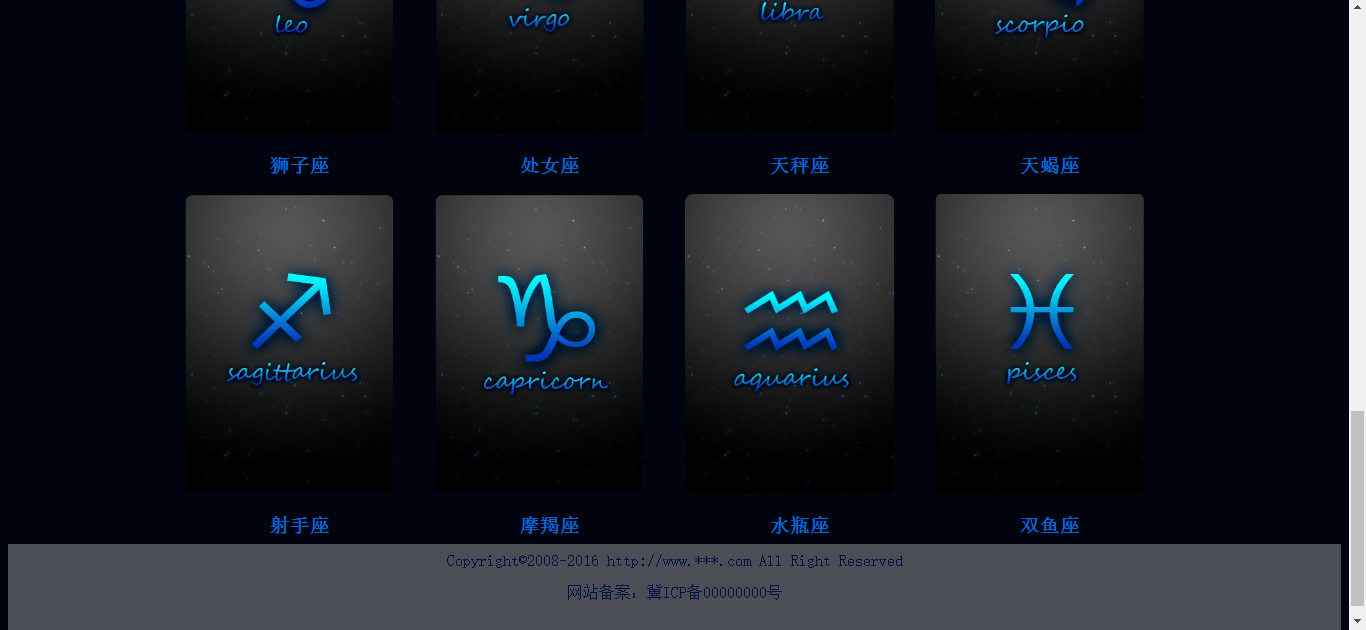 leo
virgo
libra
scorpio
狮子座
处女座
天秤座
天蝎座
sagittarius
capricorn
aquarius
pisces
射手座
摩羯座
水瓶座
双鱼座
Copyright©2008-2016 http://www.***.com All Right Reserved
网站备案：冀ICP备00000000号